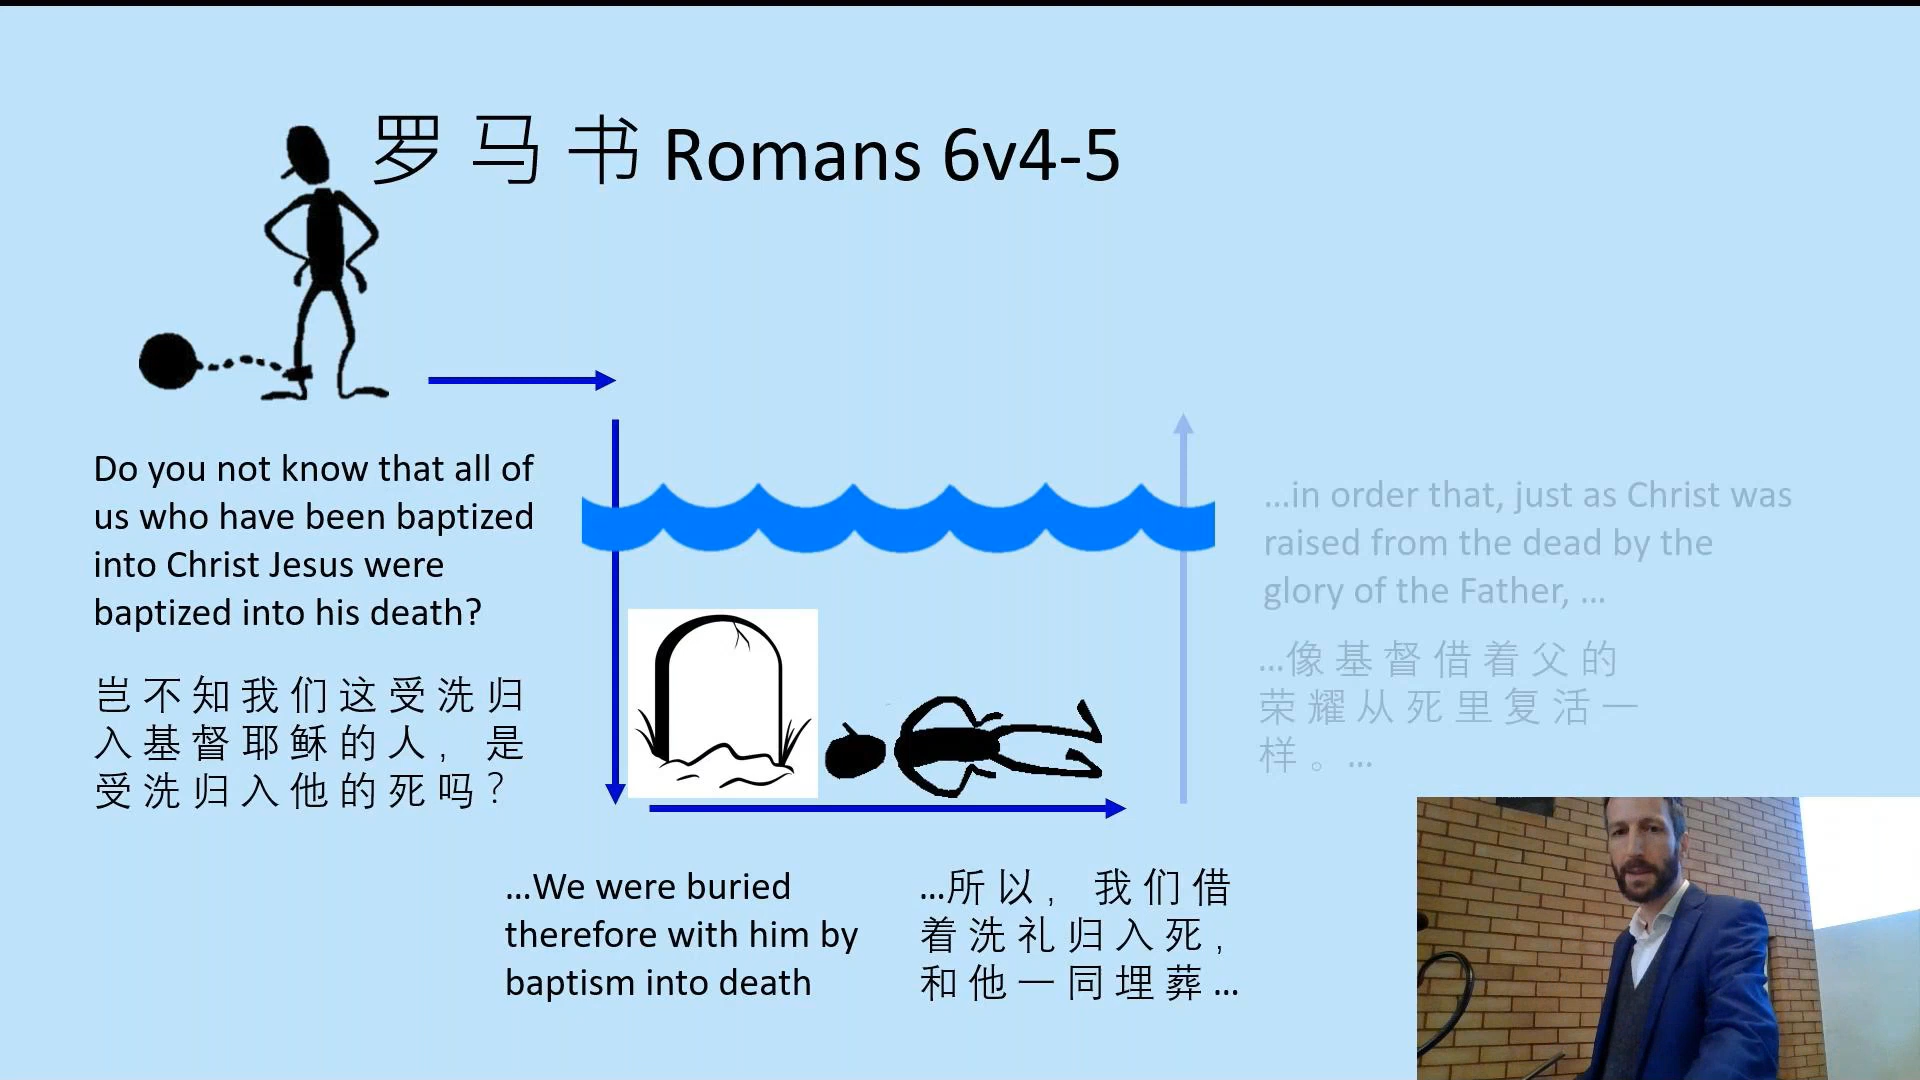 罗马书 Romans 6v4-5
Do you not know that all of
us who have been baptized
into Christ Jesus were
baptized into his death?
岂不知我们这受洗归
入基督耶稣的人，是
受洗归入他的死吗？
...We were buried
therefore with him by
baptism into death
...所以，我们借
着洗礼归入死，
和他一同埋葬...
...in order that, just as Christ was
raised from the dead by the
glory of the Father, ...
...像基督借着父的
荣耀从死里复活一
样。...